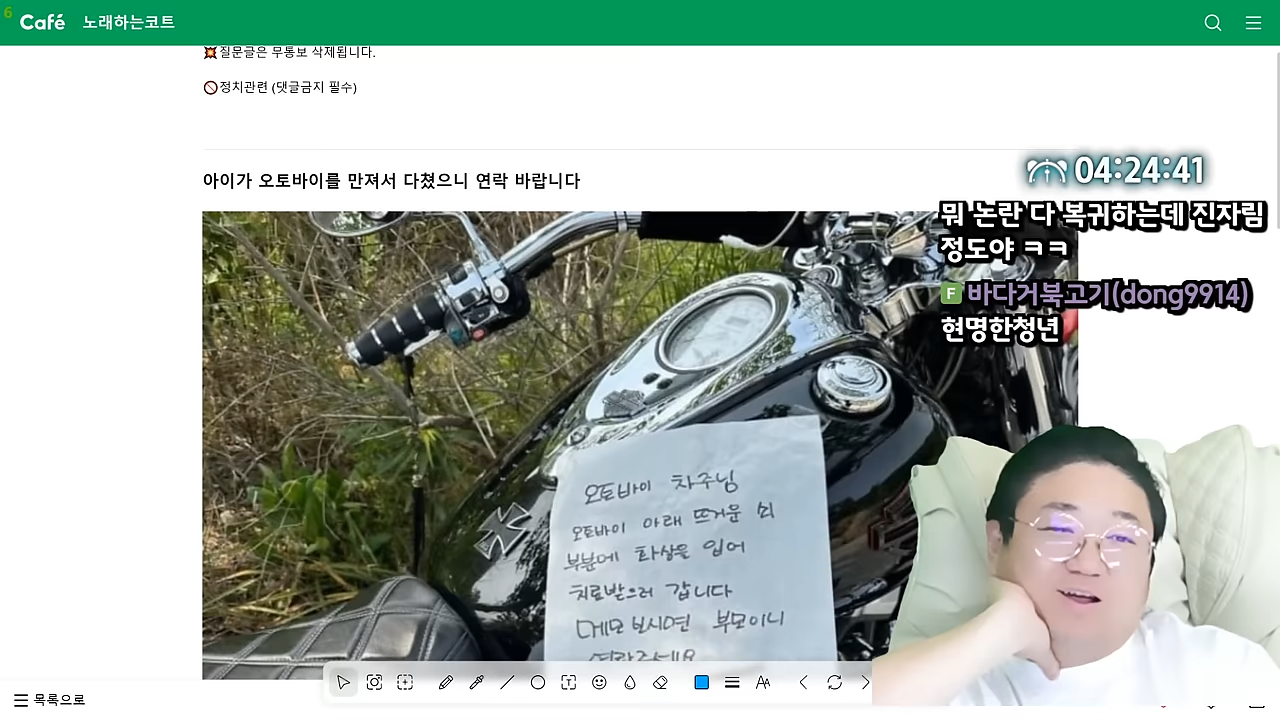 6
Café 노래하는코트
💥질문글은 무통보 삭제됩니다.
🚫정치관련 (댓글금지 필수)
아이가 오토바이를 만져서 다쳤으니 연락 바랍니다
04:24:41
뭐 논란 다 복귀하는데 진자림
정도야 ㅋㅋ
F 바다거북고기(dong9914)
현명한청년
오토바이 차주님
오토바이 아래 뜨거운 쇠
부분에 화상을 입어
치료받으러 갑니다
메모 보시면 부모이니
연락주세요
목록으로